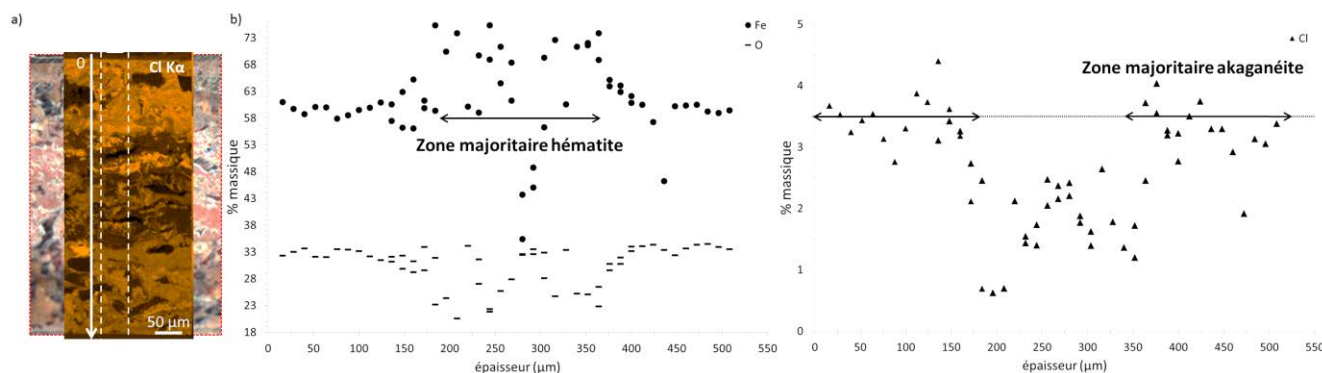 a)
0
Cl Kα
50 µm
b)
Fe
O
73
68
63
58
53
48
43
38
33
28
23
18
% massique
Zone majoritaire hématite
0 50 100 150 200 250 300 350 400 450 500 550
épaisseur (µm)
Cl
5
4
3
2
1
0
% massique
Zone majoritaire akaganéite
0 50 100 150 200 250 300 350 400 450 500 550
épaisseur (µm)